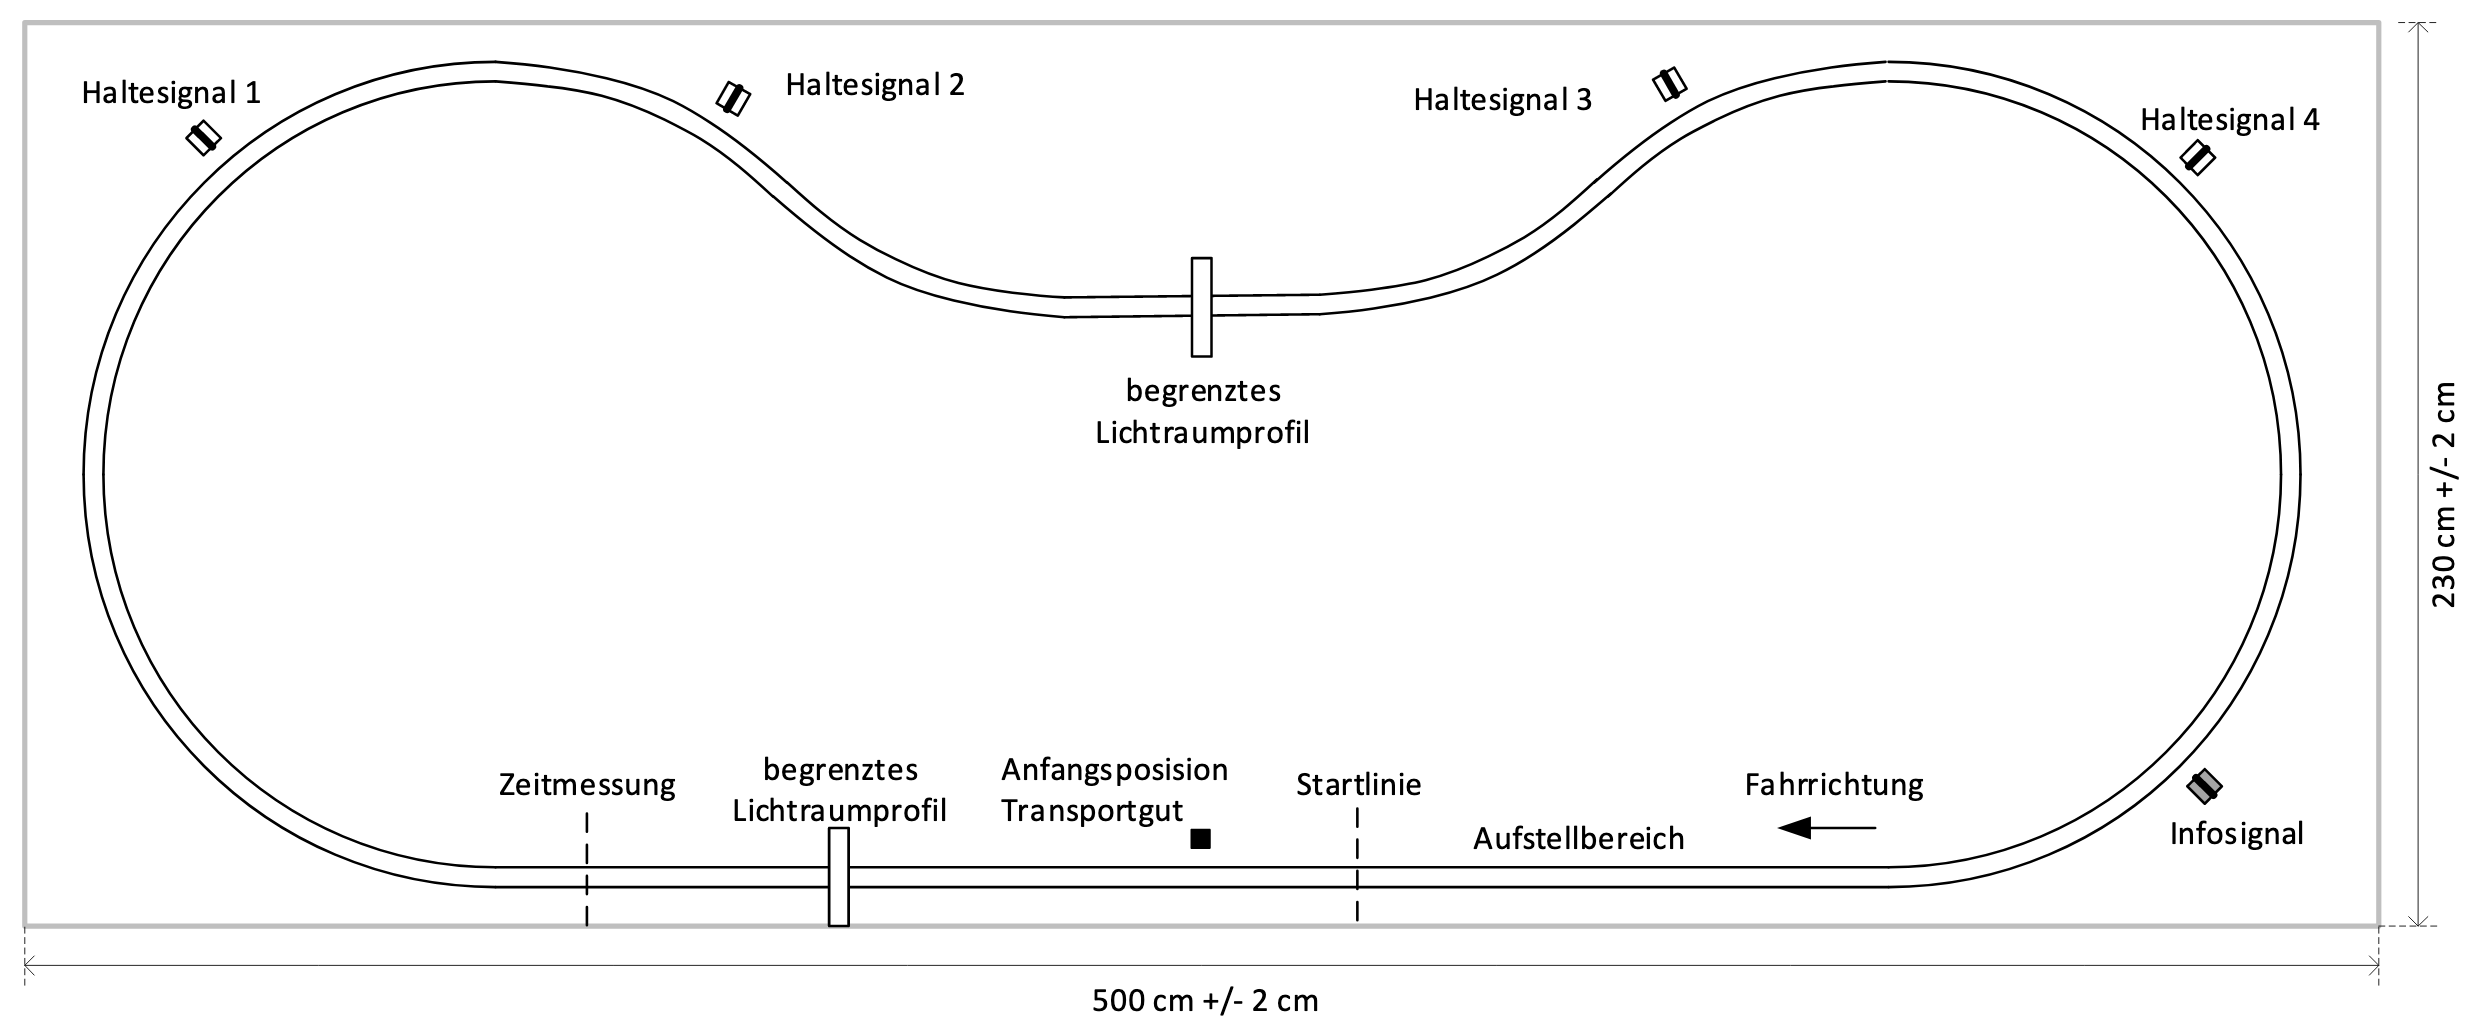 Haltesignal 1
Haltesignal 2
Haltesignal 3
Haltesignal 4
begrenztes
Lichtraumprofil
230 cm +/- 2 cm
Zeitmessung
begrenztes
Lichtraumprofil
Anfangsposision
Transportgut
Startlinie
Aufstellbereich
Fahrrichtung
Infosignal
500 cm +/- 2 cm